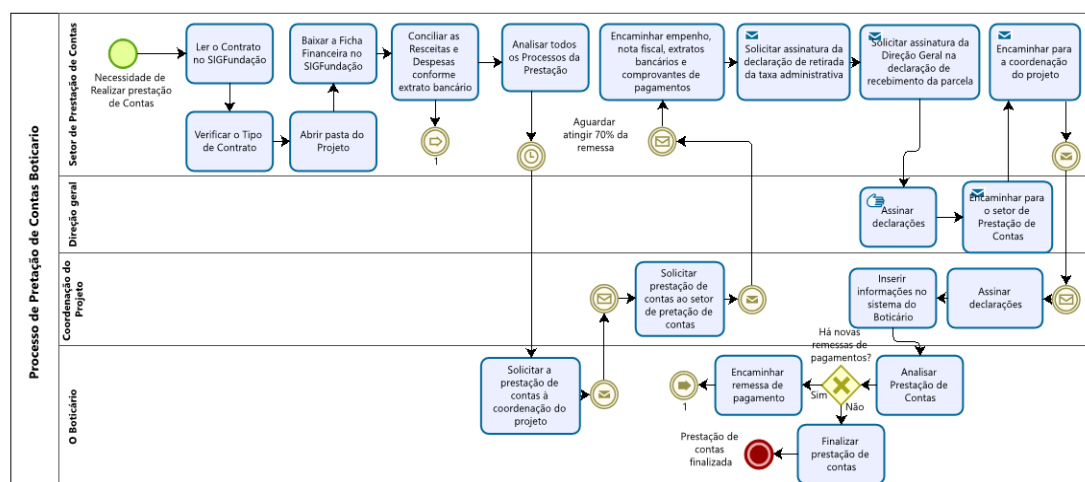 Processo de Pretação de Contas Boticario
Setor de Prestação de Contas
Necessidade de
Realizar prestação
de Contas
Ler o Contrato
no SIGFundação
Verificar o Tipo
de Contrato
Abrir pasta do
Projeto
Baixar a Ficha
Financeira no
SIGFundação
Conciliar as
Resceitas e
Despesas
conforme
extrato bancário
1
Analisar todos
os Processos da
Prestação
Encaminhar empenho,
nota fiscal, extratos
bancários e
comprovantes de
pagamentos
Aguardar
atingir 70% da
remessa
Solicitar assinatura da
declaração de retirada
da taxa administrativa
Solicitar assinatura da
Direção Geral na
declaração de
recebimento da parcela
Encaminhar para
a coordenação
do projeto
Direção geral
Assinar
declarações
Encaminhar para
o setor de
Prestação de
Contas
Coordenação do
Projeto
Solicitar
prestação de
contas ao setor
de pretação de
contas
Inserir
informações no
sistema do
Boticário
Assinar
declarações
O Boticário
Solicitar a
prestação de
contas à
coordenação do
projeto
1
Encaminhar
remessa de
pagamento
Há novas
remessas de
pagamentos?
Sim
Não
Analisar
Prestação de
Contas
Prestação de
contas
finalizada
Finalizar
prestação de
contas